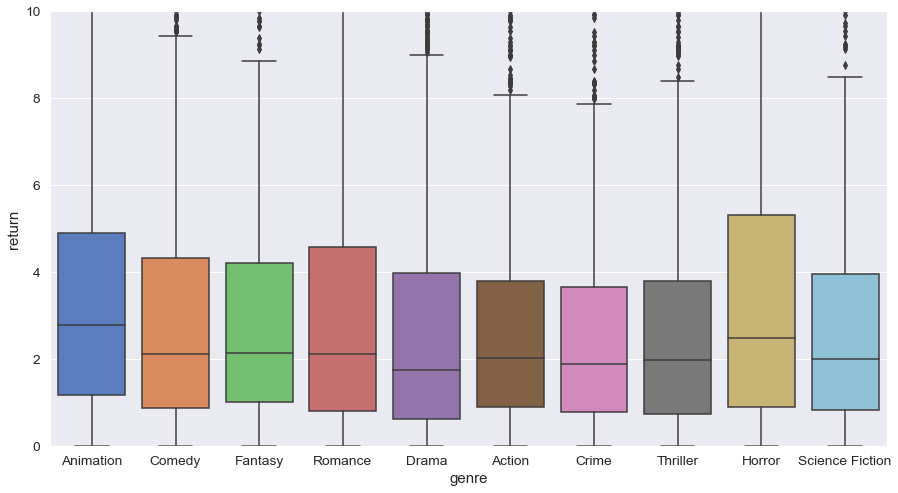 10
8
6
4
2
0
return
Animation Comedy Fantasy Romance Drama Action Crime Thriller Horror Science Fiction
genre